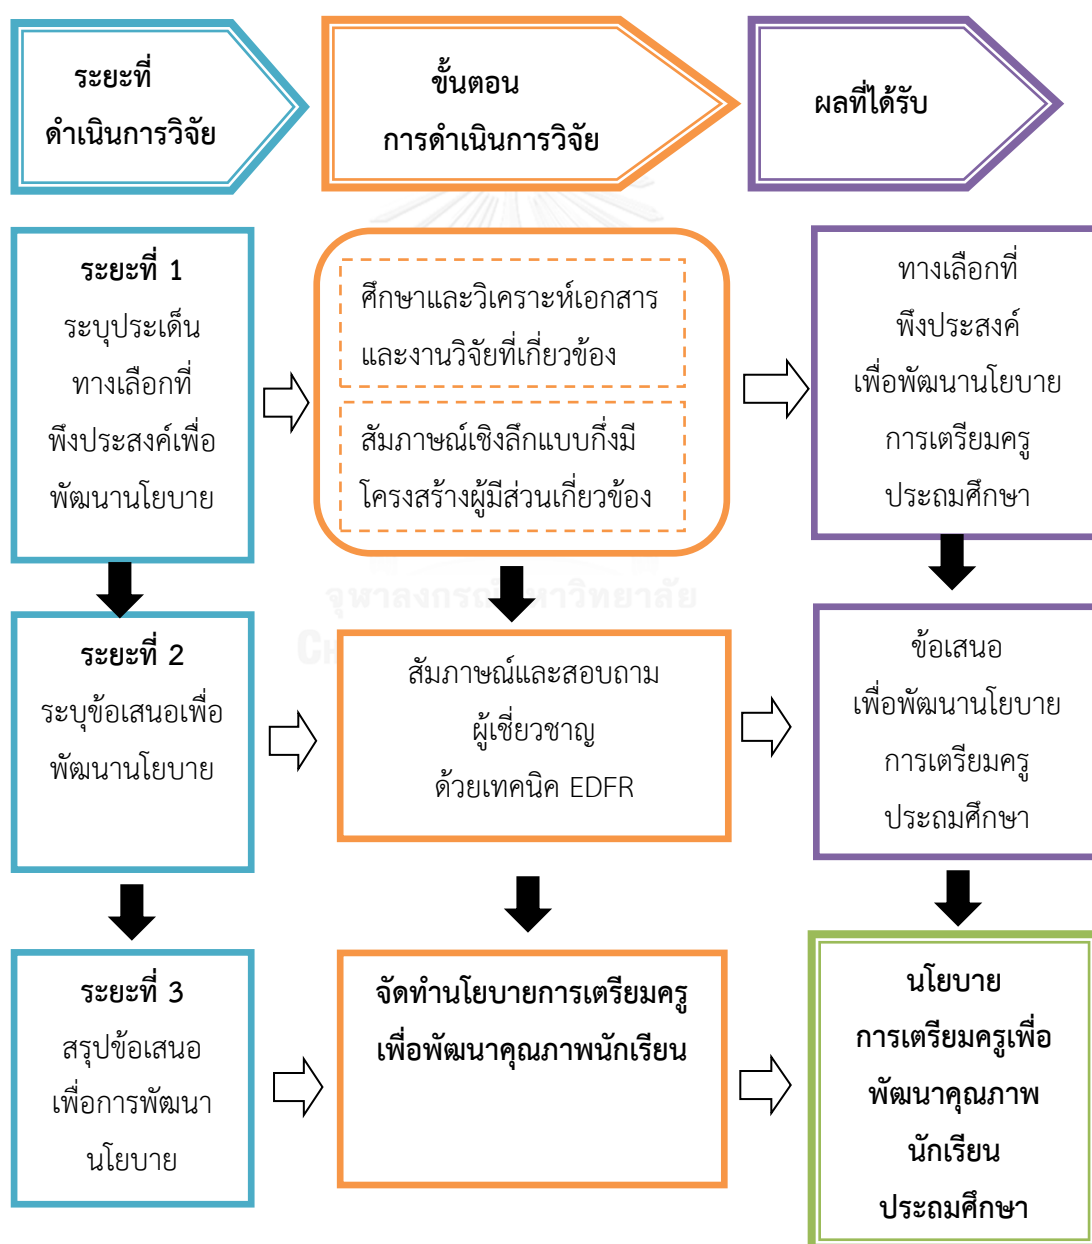 ระยะที่
ดำเนินการวิจัย
ขั้นตอน
การดำเนินการวิจัย
ผลที่ได้รับ
ระยะที่ 1
ระบุประเด็น
ทางเลือกที่
พึงประสงค์เพื่อ
พัฒนานโยบาย
ศึกษาและวิเคราะห์เอกสาร
และงานวิจัยที่เกี่ยวข้อง
สัมภาษณ์เชิงลึกแบบกึ่งมี
โครงสร้างผู้มีส่วนเกี่ยวข้อง
ทางเลือกที่
พึงประสงค์
เพื่อพัฒนานโยบาย
การเตรียมครู
ประถมศึกษา
จุฬาลงกรณ์มหาวิทยาลัย
ระยะที่ 2
ระบุข้อเสนอเพื่อ
พัฒนานโยบาย
สัมภาษณ์และสอบถาม
ผู้เชี่ยวชาญ
ด้วยเทคนิค EDFR
ข้อเสนอ
เพื่อพัฒนานโยบาย
การเตรียมครู
ประถมศึกษา
ระยะที่ 3
สรุปข้อเสนอ
เพื่อการพัฒนา
นโยบาย
จัดทำนโยบายการเตรียมครู
เพื่อพัฒนาคุณภาพนักเรียน
นโยบาย
การเตรียมครูเพื่อ
พัฒนาคุณภาพ
นักเรียน
ประถมศึกษา